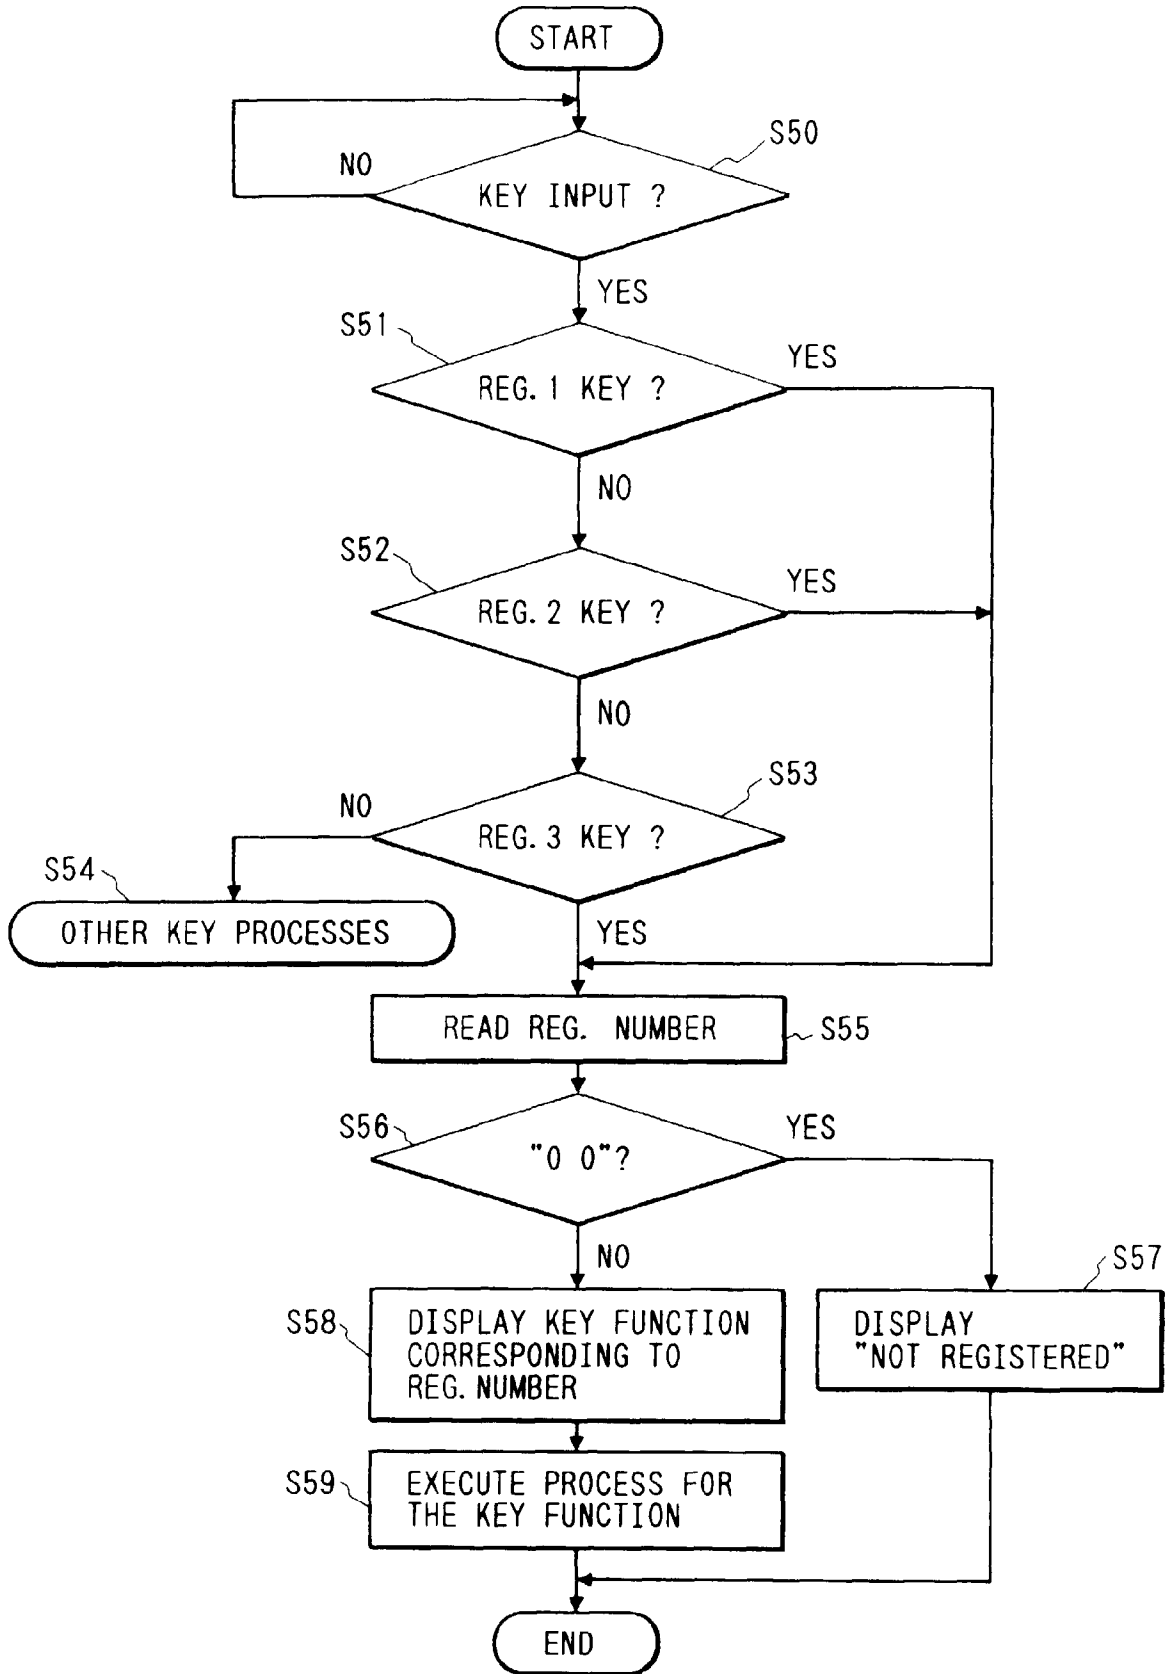 START
S50
NO
KEY INPUT ?
YES
S51
YES
REG. 1 KEY ?
NO
S52
YES
REG. 2 KEY ?
NO
S53
NO
REG. 3 KEY ?
S54
OTHER KEY PROCESSES
YES
READ REG. NUMBER
S55
S56
YES
"0 0"?
NO
S57
S58
DISPLAY KEY FUNCTION
CORRESPONDING TO
REG. NUMBER
DISPLAY
"NOT REGISTERED"
S59
EXECUTE PROCESS FOR
THE KEY FUNCTION
END